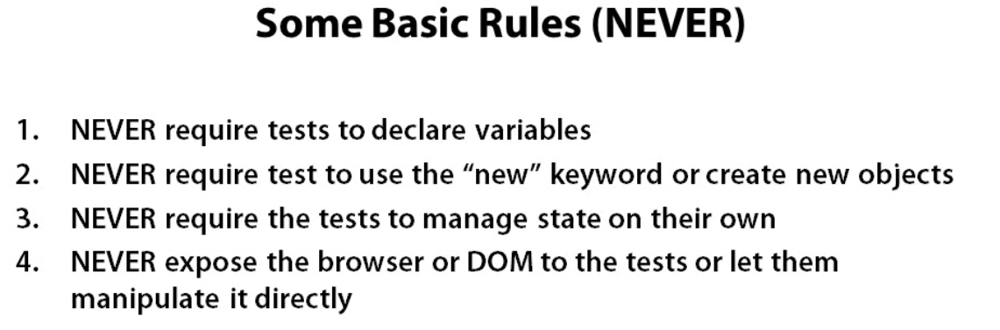 Some Basic Rules (NEVER)
1. NEVER require tests to declare variables
2. NEVER require test to use the “new” keyword or create new objects
3. NEVER require the tests to manage state on their own
4. NEVER expose the browser or DOM to the tests or let them
manipulate it directly